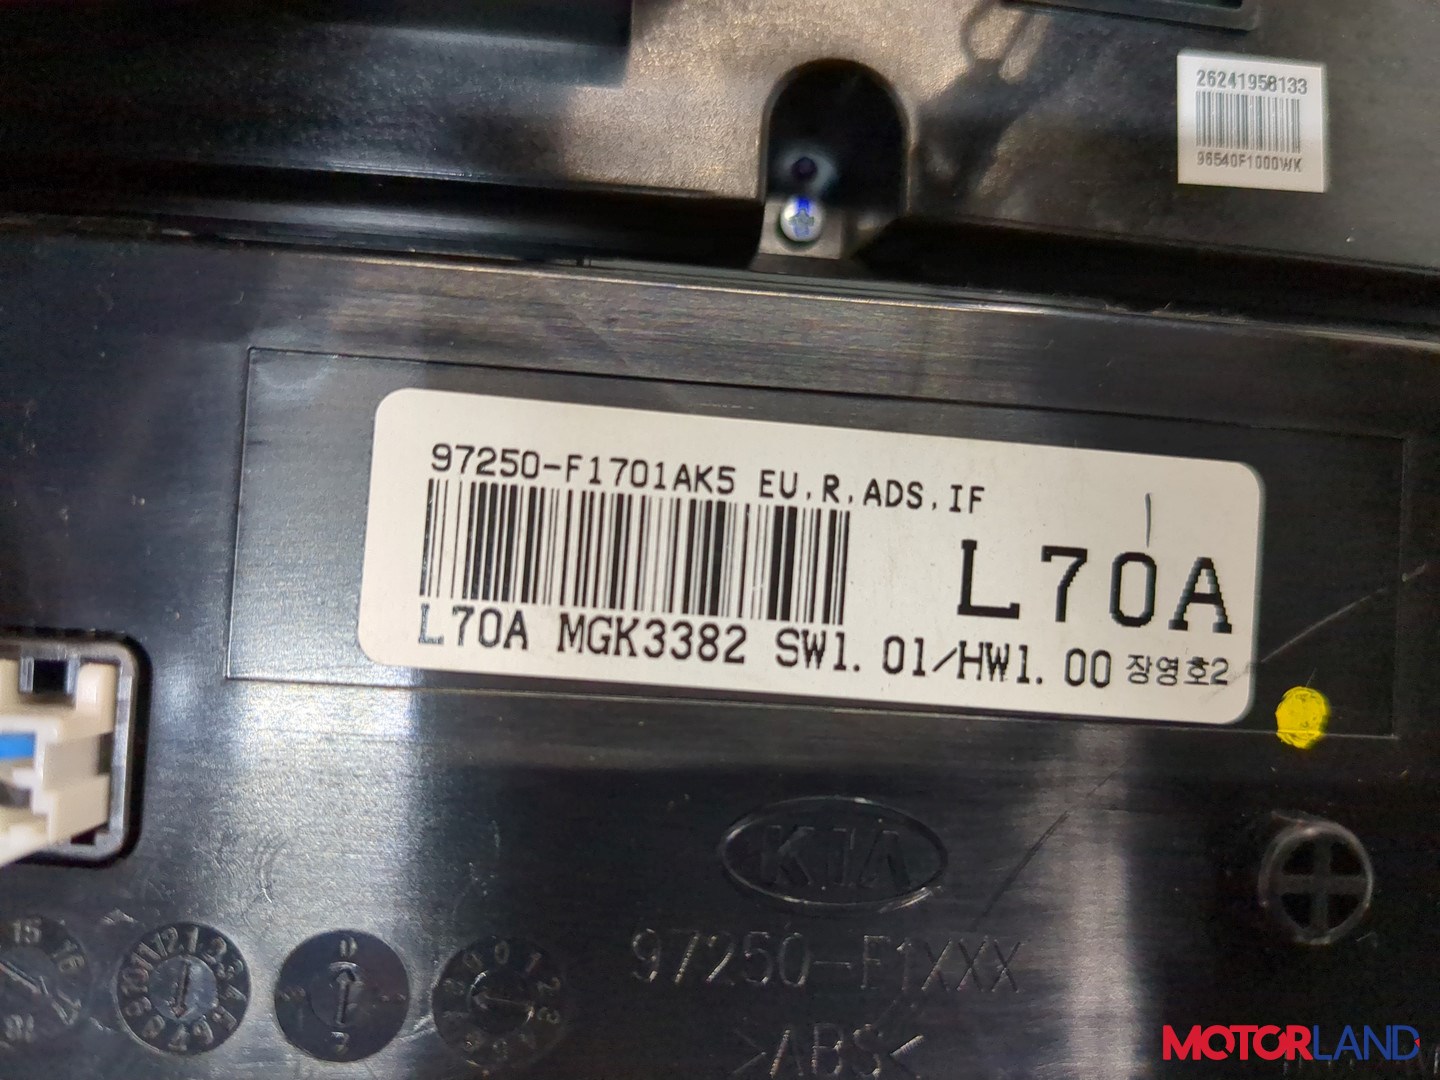 26241958133
96540F1000WK
97250-F1701AK5 EU.R.ADS.IF
L70A
L70A MGK3382 SW1.01/HW1.00 장영호2
KIA
97250-F1XXX
>ABS<
MOTORLAND